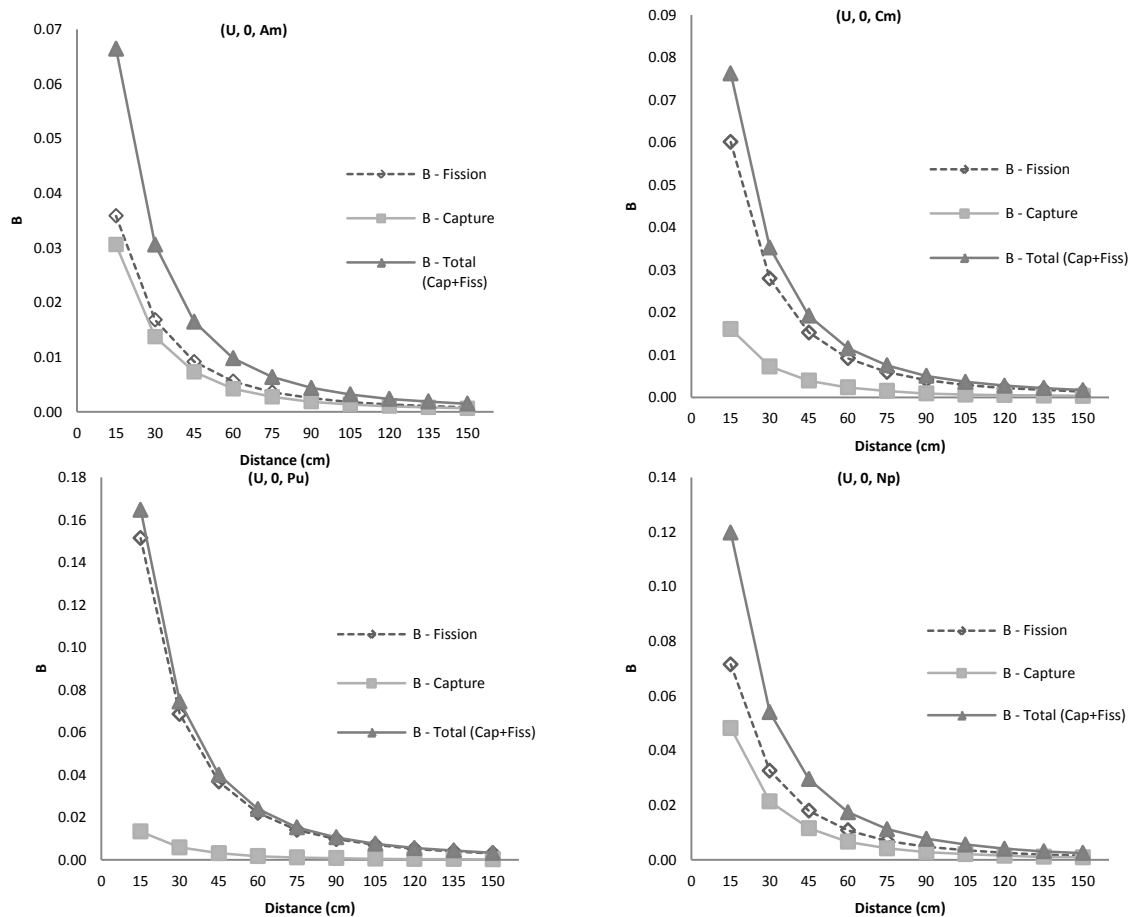 (U, 0, Am)
0.07
0.06
0.05
0.04
0.03
0.02
0.01
0.00
B
B - Fission
B - Capture
B - Total
(Cap+Fiss)
0 15 30 45 60 75 90 105 120 135 150
Distance (cm)
(U, 0, Cm)
0.09
0.08
0.07
0.06
0.05
0.04
0.03
0.02
0.01
0.00
B
B - Fission
B - Capture
B - Total (Cap+Fiss)
0 15 30 45 60 75 90 105 120 135 150
Distance (cm)
(U, 0, Pu)
0.18
0.16
0.14
0.12
0.10
0.08
0.06
0.04
0.02
0.00
B
B - Fission
B - Capture
B - Total (Cap+Fiss)
0 15 30 45 60 75 90 105 120 135 150
Distance (cm)
(U, 0, Np)
0.14
0.12
0.10
0.08
0.06
0.04
0.02
0.00
B
B - Fission
B - Capture
B - Total (Cap+Fiss)
0 15 30 45 60 75 90 105 120 135 150
Distance (cm)